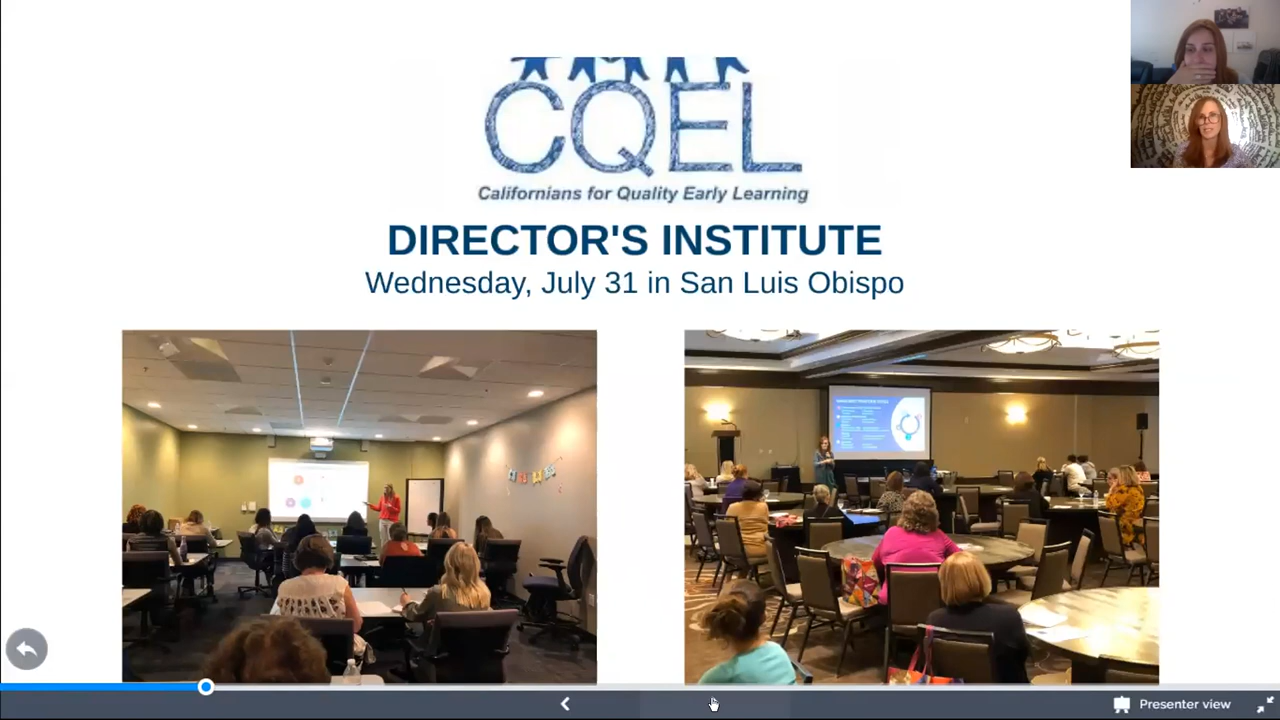 CQEL
Californians for Quality Early Learning
DIRECTOR'S INSTITUTE
Wednesday, July 31 in San Luis Obispo
Presenter view